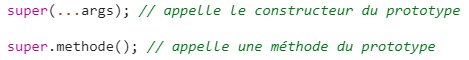 super(...args); // appelle le constructeur du prototype
super.methode(); // appelle une méthode du prototype